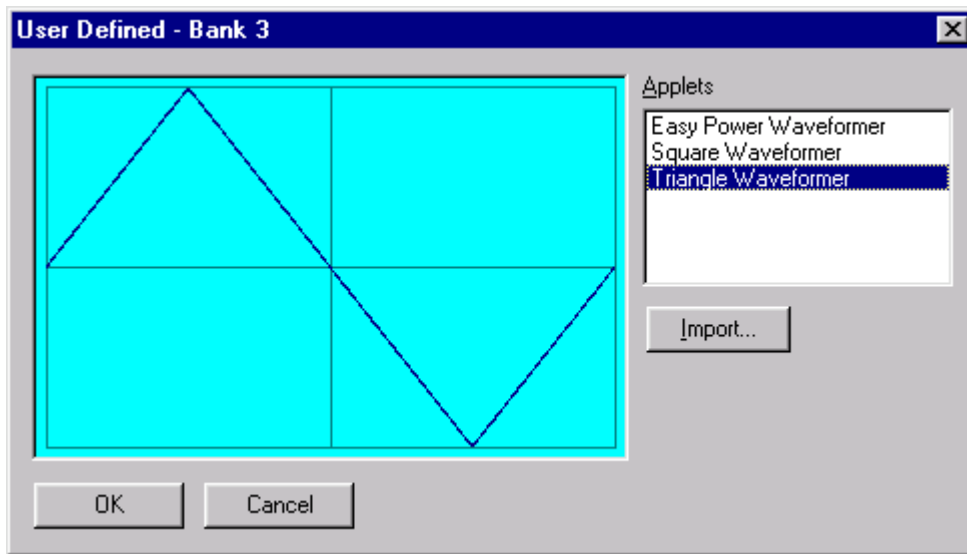 User Defined - Bank 3
Applets
Easy Power Waveformer
Square Waveformer
Triangle Waveformer
Import...
OK
Cancel